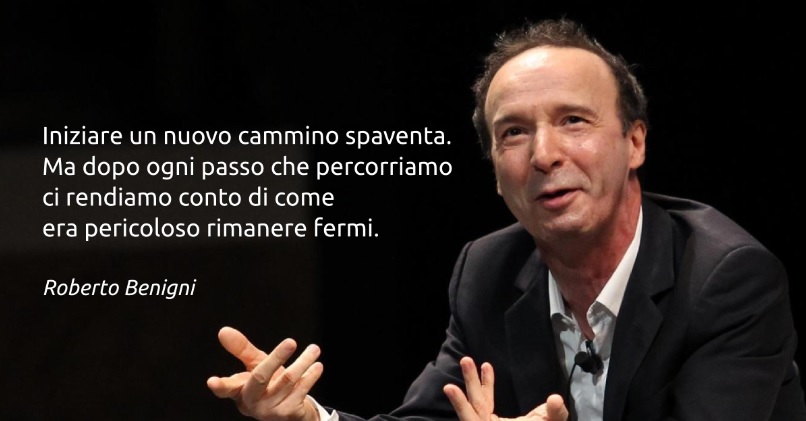 Iniziare un nuovo cammino spaventa.
Ma dopo ogni passo che percorriamo
ci rendiamo conto di come
era pericoloso rimanere fermi.
Roberto Benigni